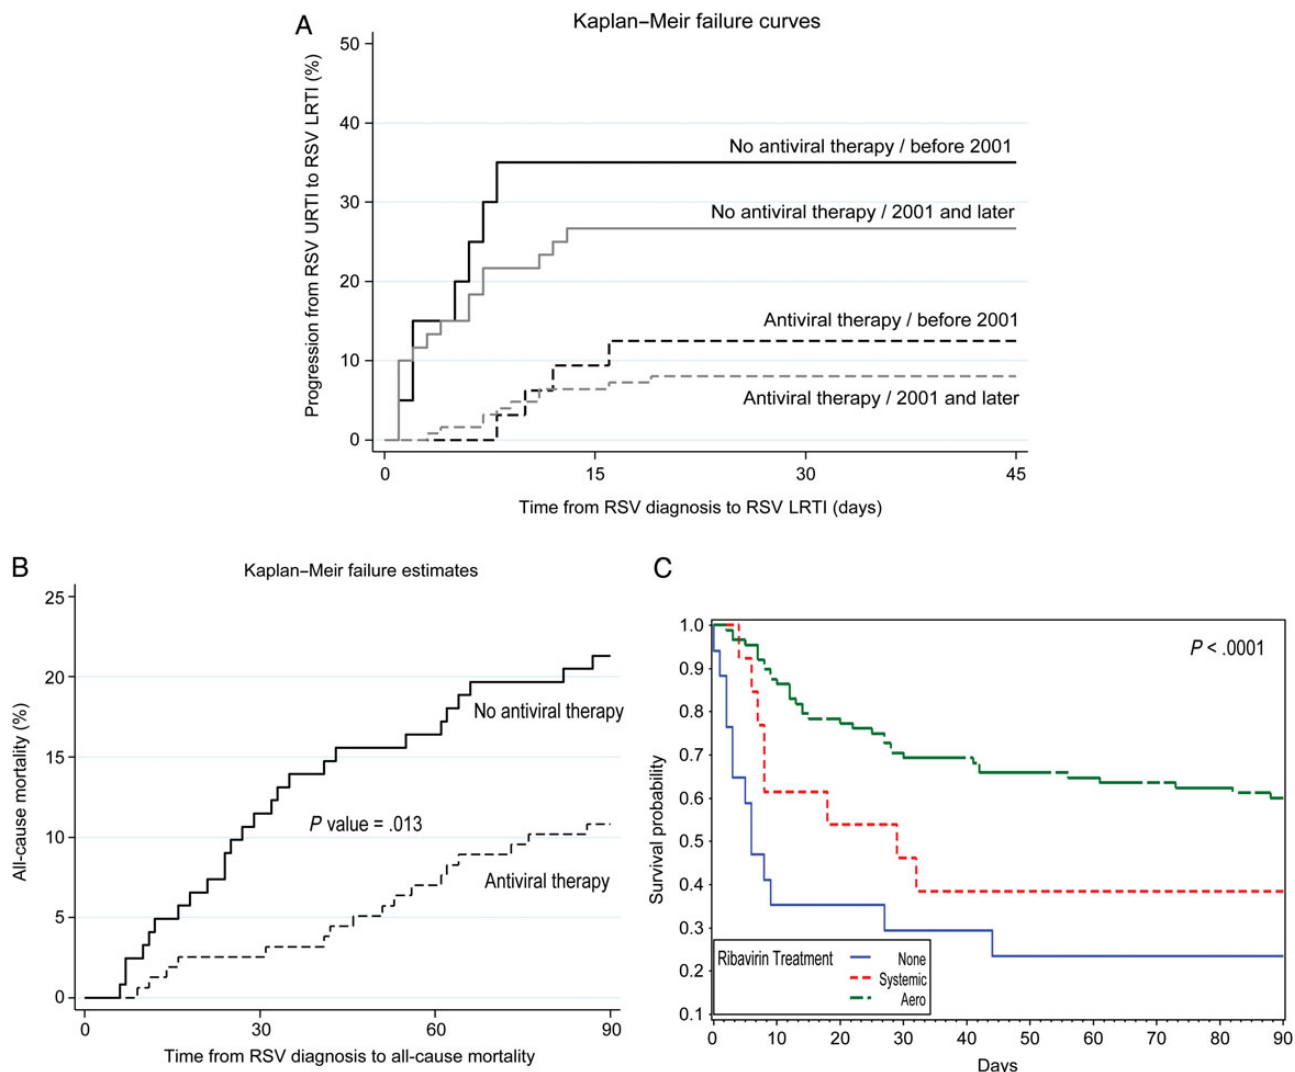 A
Kaplan–Meir failure curves
Progression from RSV URTI to RSV LRTI (%)
50
40
30
20
10
0
No antiviral therapy / before 2001
No antiviral therapy / 2001 and later
Antiviral therapy / before 2001
Antiviral therapy / 2001 and later
0 15 30 45
Time from RSV diagnosis to RSV LRTI (days)
B
Kaplan–Meir failure estimates
All-cause mortality (%)
25
20
15
10
5
0
No antiviral therapy
P value = .013
Antiviral therapy
0 30 60 90
Time from RSV diagnosis to all-cause mortality
C
Survival probability
1.0
0.9
0.8
0.7
0.6
0.5
0.4
0.3
0.2
0.1
P < .0001
Ribavirin Treatment None
Systemic
Aero
0 10 20 30 40 50 60 70 80 90
Days